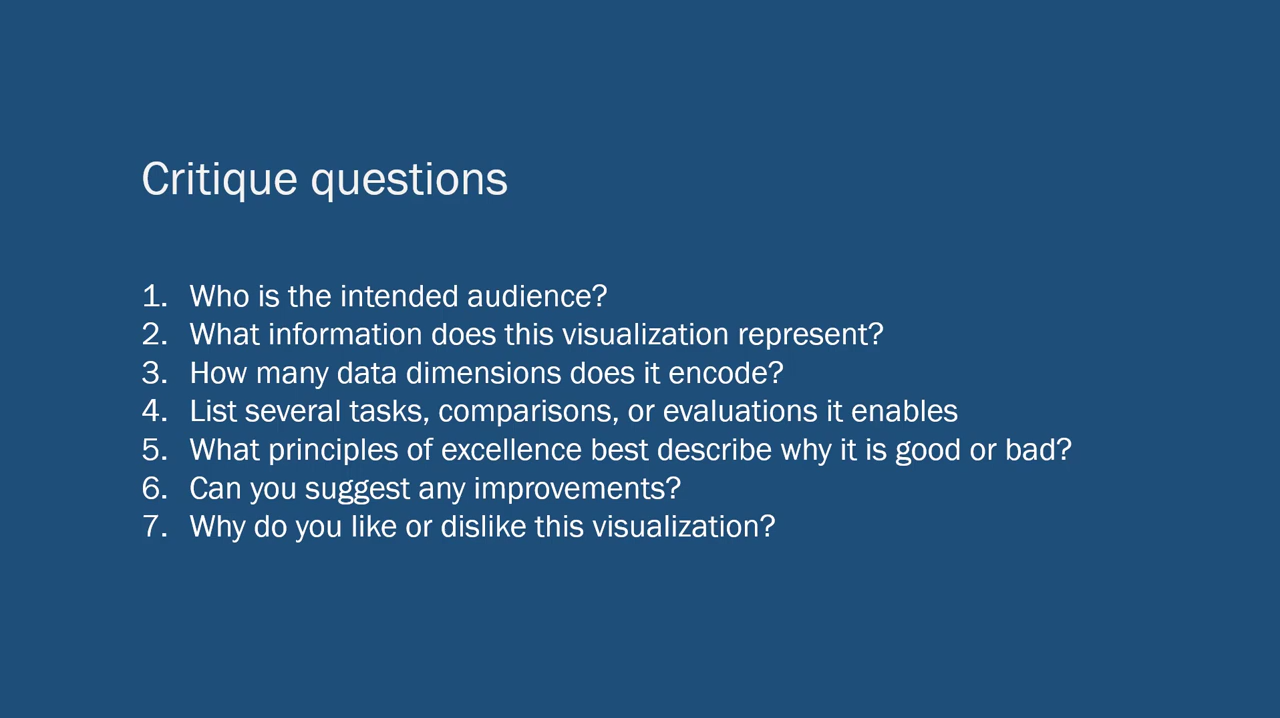 Critique questions
1. Who is the intended audience?
2. What information does this visualization represent?
3. How many data dimensions does it encode?
4. List several tasks, comparisons, or evaluations it enables
5. What principles of excellence best describe why it is good or bad?
6. Can you suggest any improvements?
7. Why do you like or dislike this visualization?